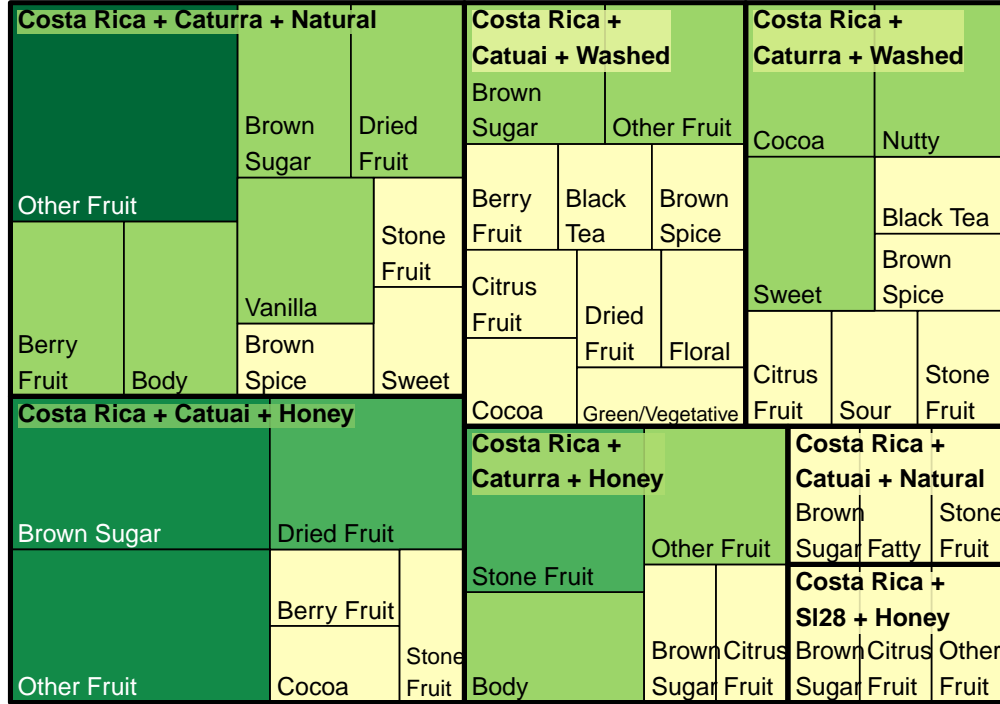 Costa Rica + Caturra + Natural
Other Fruit
Brown
Sugar
Dried
Fruit
Berry
Fruit
Body
Vanilla
Stone
Fruit
Brown
Spice
Sweet
Costa Rica +
Catuai + Washed
Brown
Sugar
Other Fruit
Berry
Fruit
Black
Tea
Brown
Spice
Citrus
Fruit
Dried
Fruit
Floral
Cocoa
Green/Vegetative
Costa Rica +
Caturra + Washed
Cocoa
Nutty
Sweet
Black Tea
Brown
Spice
Citrus
Fruit
Sour
Stone
Fruit
Costa Rica + Catuai + Honey
Brown Sugar
Dried Fruit
Other Fruit
Berry Fruit
Cocoa
Stone
Fruit
Costa Rica +
Caturra + Honey
Stone Fruit
Other Fruit
Body
Brown
Sugar
Citrus
Fruit
Costa Rica +
Catuai + Natural
Brown
Sugar
Fatty
Stone
Fruit
Costa Rica +
Sl28 + Honey
Brown
Sugar
Citrus
Fruit
Other
Fruit